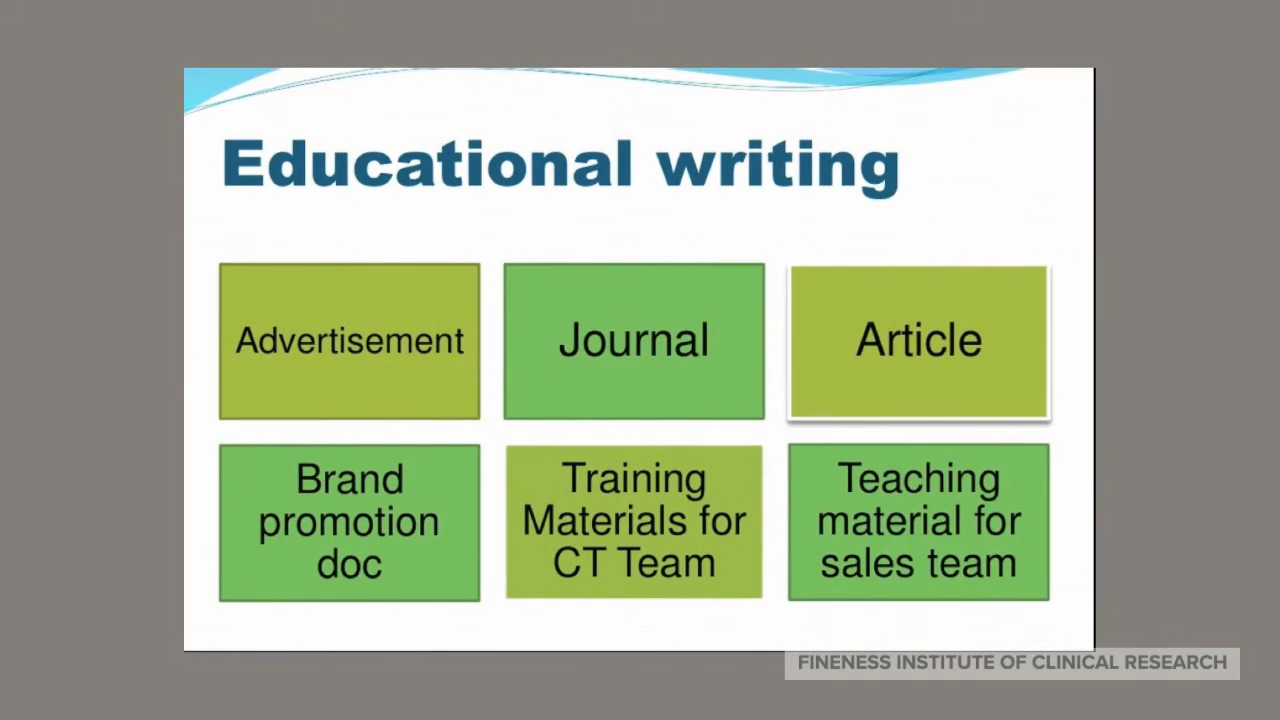 Educational writing
Advertisement
Journal
Article
Brand
promotion
doc
Training
Materials for
CT Team
Teaching
material for
sales team
FINENESS INSTITUTE OF CLINICAL RESEARCH